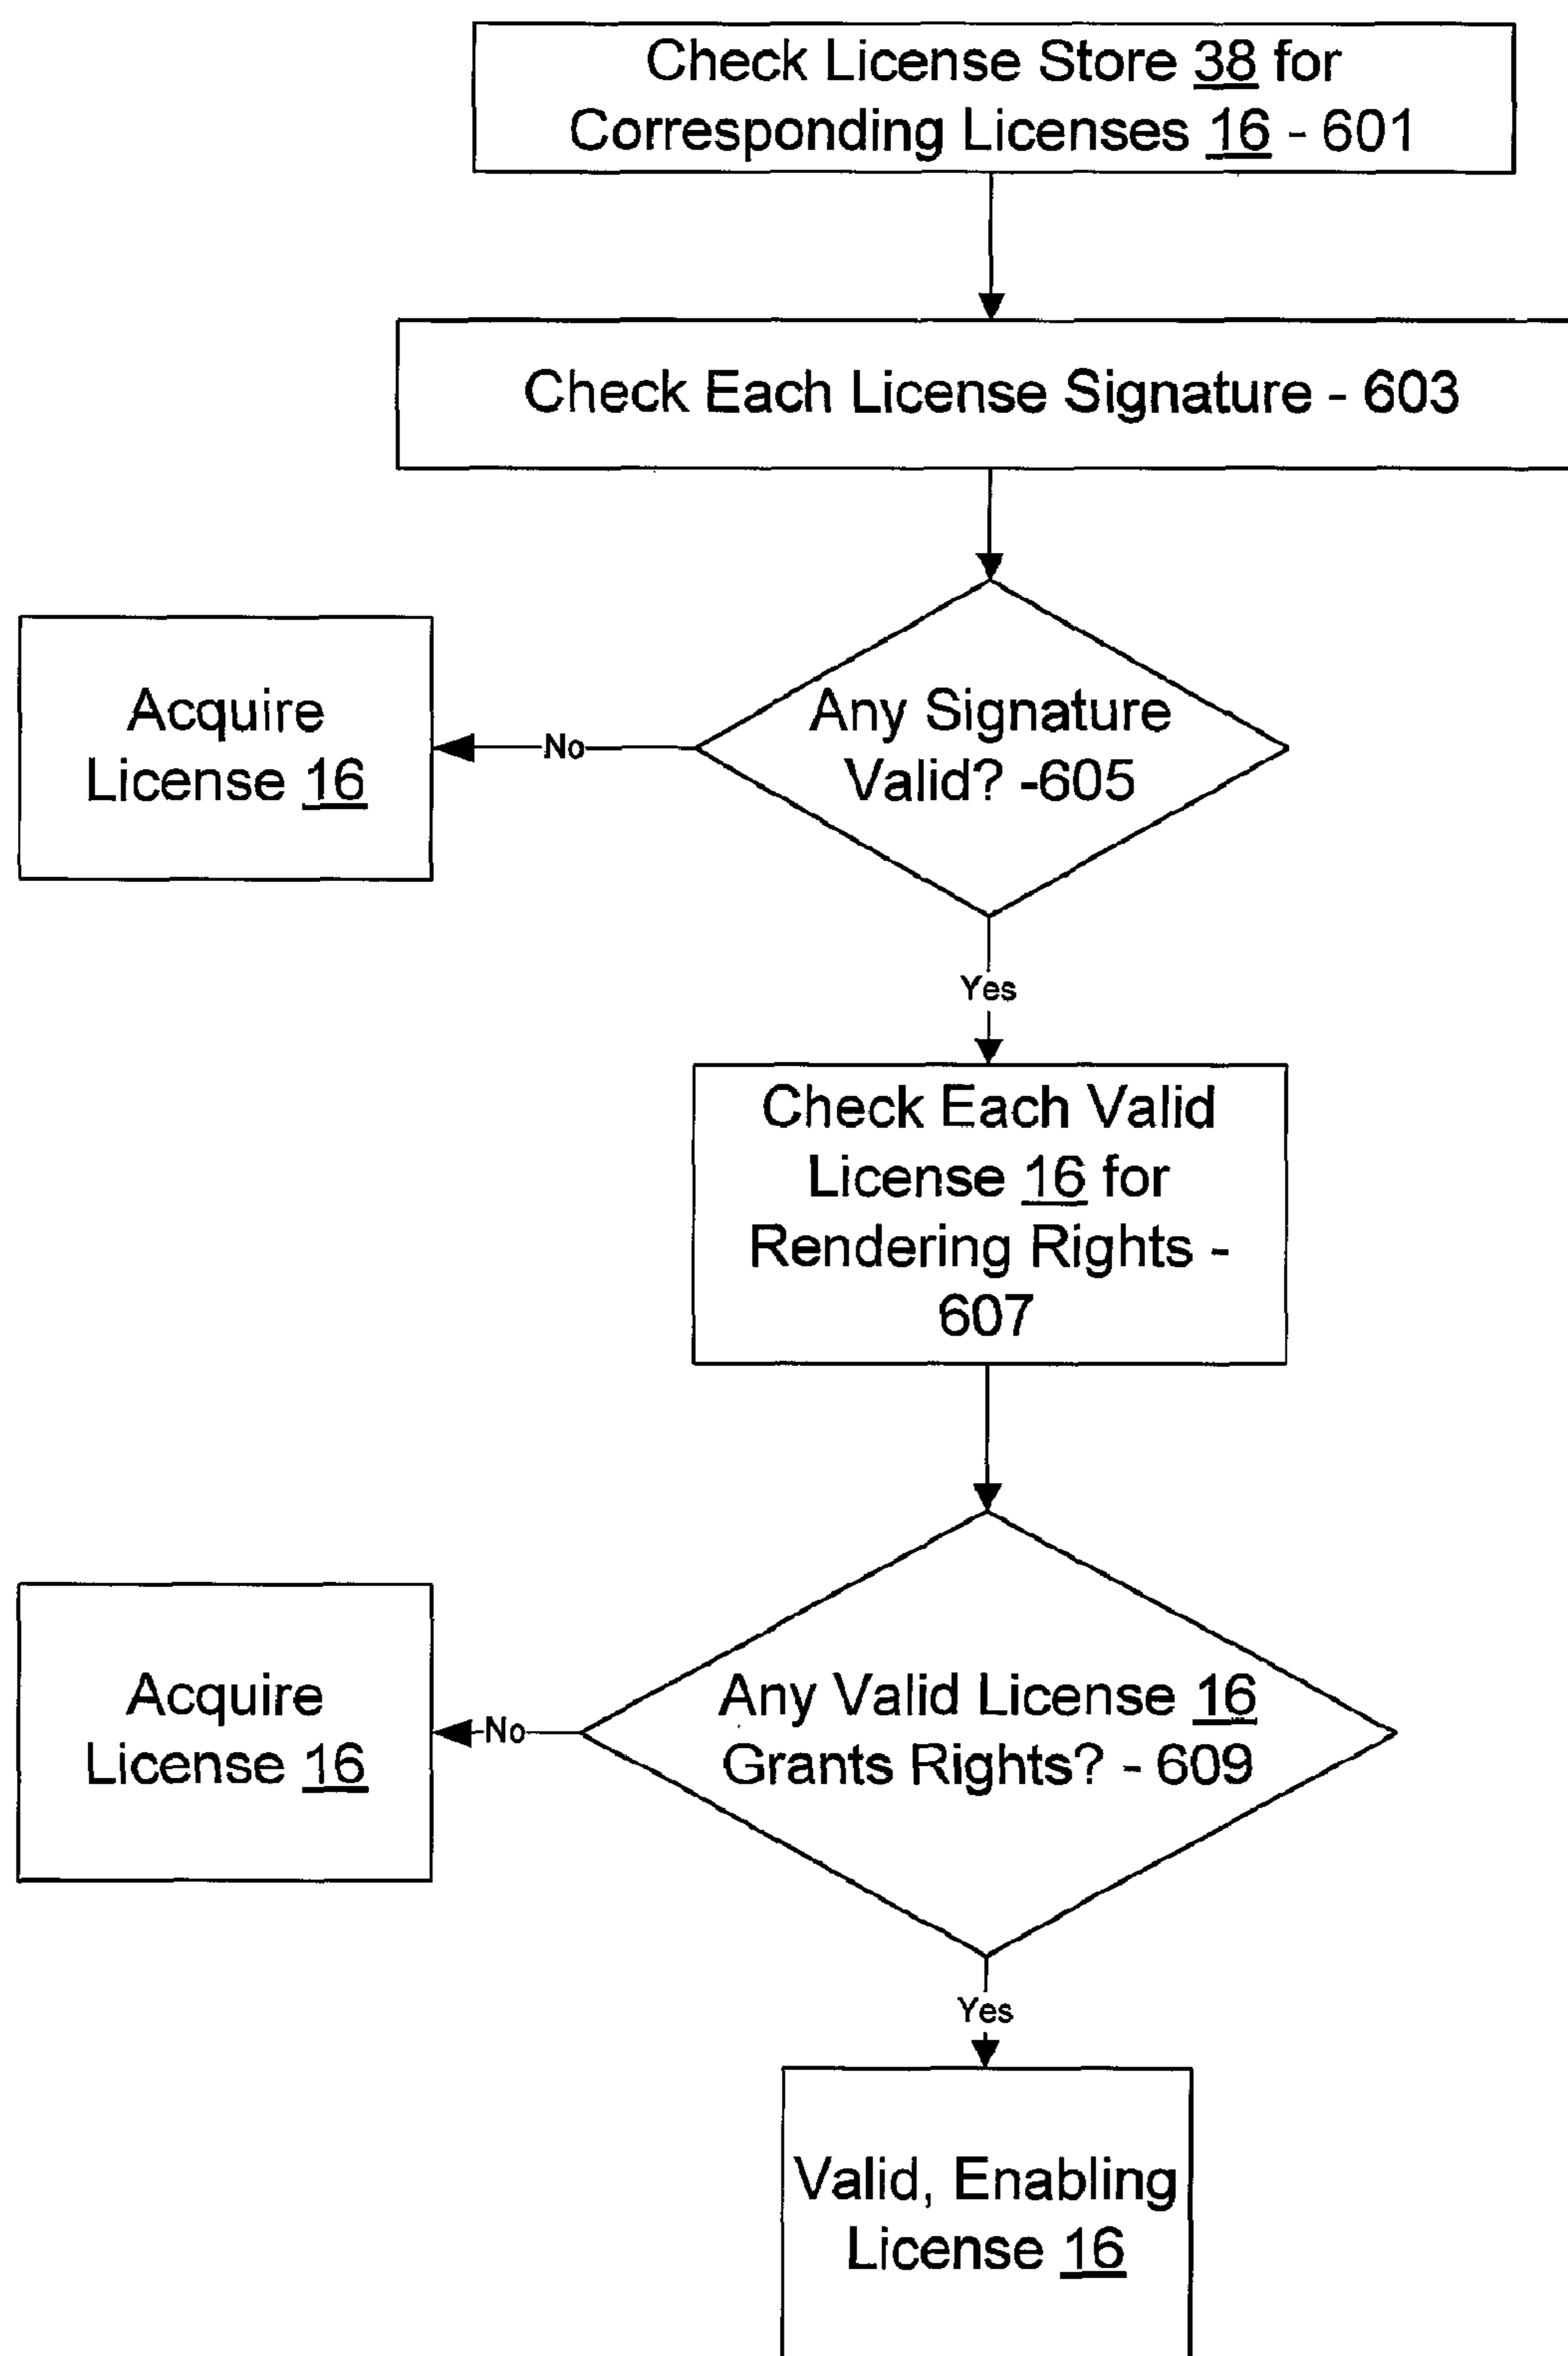 Check License Store 38 for
Corresponding Licenses 16 - 601
Check Each License Signature - 603
Any Signature
Valid? -605
No
Acquire
License 16
Yes
Check Each Valid
License 16 for
Rendering Rights -
607
Any Valid License 16
Grants Rights? - 609
No
Acquire
License 16
Yes
Valid, Enabling
License 16